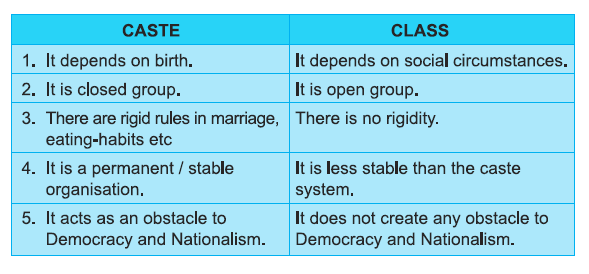 CASTE CLASS
1. It depends on birth. It depends on social circumstances.
2. It is closed group. It is open group.
3. There are rigid rules in marriage, There is no rigidity.
eating-habits etc
4. It is a permanent / stable It is less stable than the caste
organisation. system.
5. It acts as an obstacle to It does not create any obstacle to
Democracy and Nationalism. Democracy and Nationalism.